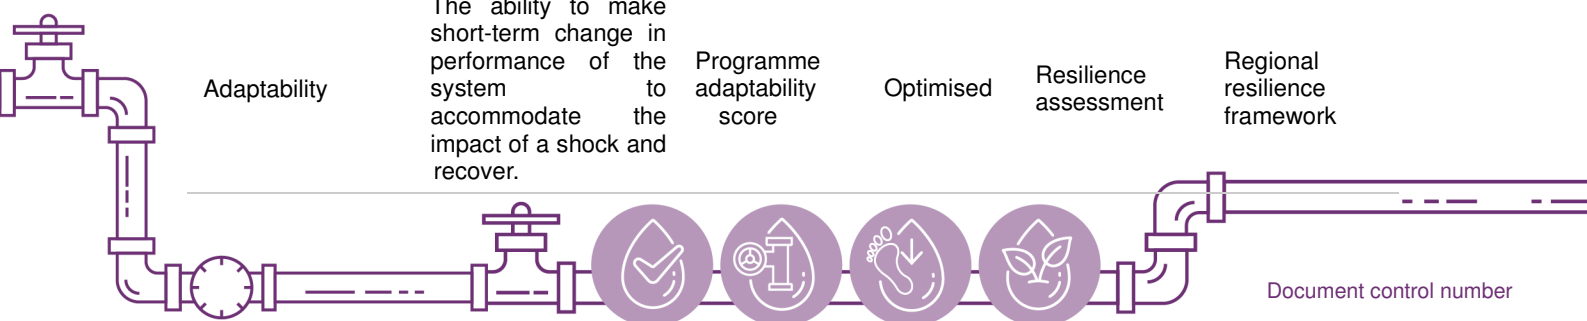 Adaptability
The ability to make
short-term change in
performance of the
system to
accommodate the
impact of a shock and
recover.
Programme
adaptability
score
Optimised
Resilience
assessment
Regional
resilience
framework
Document control number